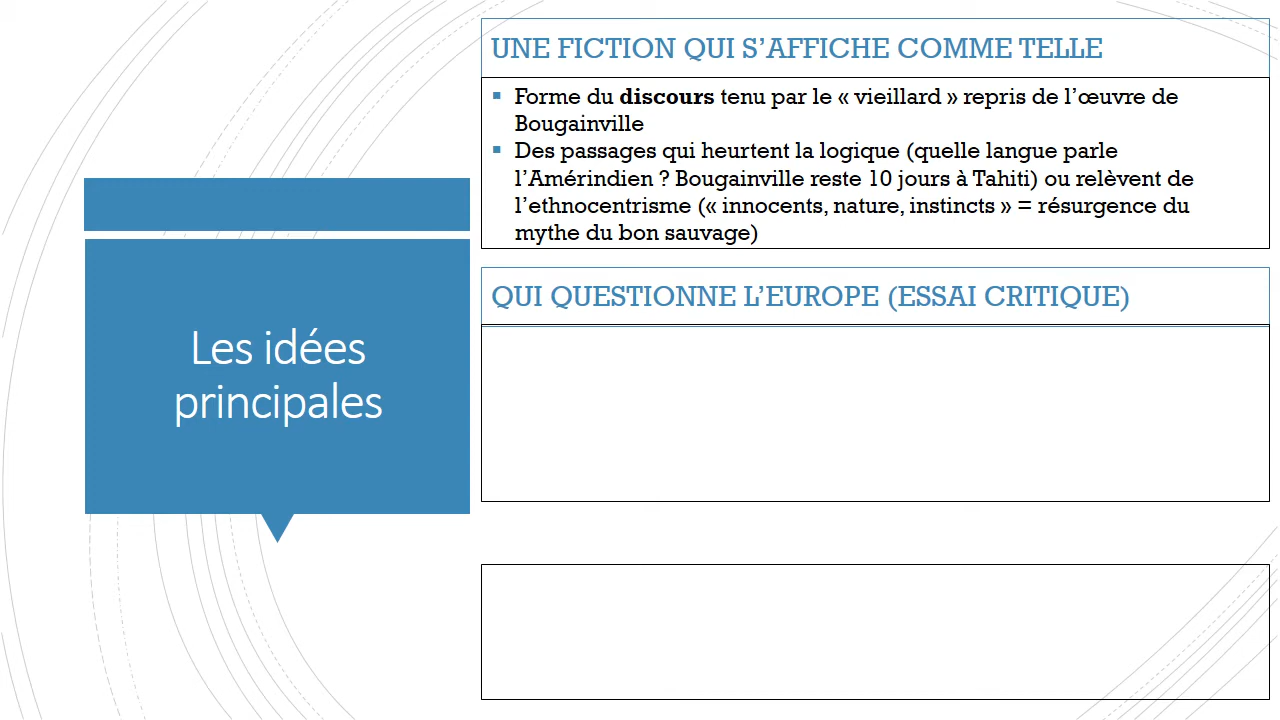 Les idées
principales
UNE FICTION QUI S’AFFICHE COMME TELLE
▪ Forme du discours tenu par le « vieillard » repris de l’œuvre de
Bougainville
▪ Des passages qui heurtent la logique (quelle langue parle
l’Amérindien ? Bougainville reste 10 jours à Tahiti) ou relèvent de
l’ethnocentrisme (« innocents, nature, instincts » = résurgence du
mythe du bon sauvage)
QUI QUESTIONNE L’EUROPE (ESSAI CRITIQUE)